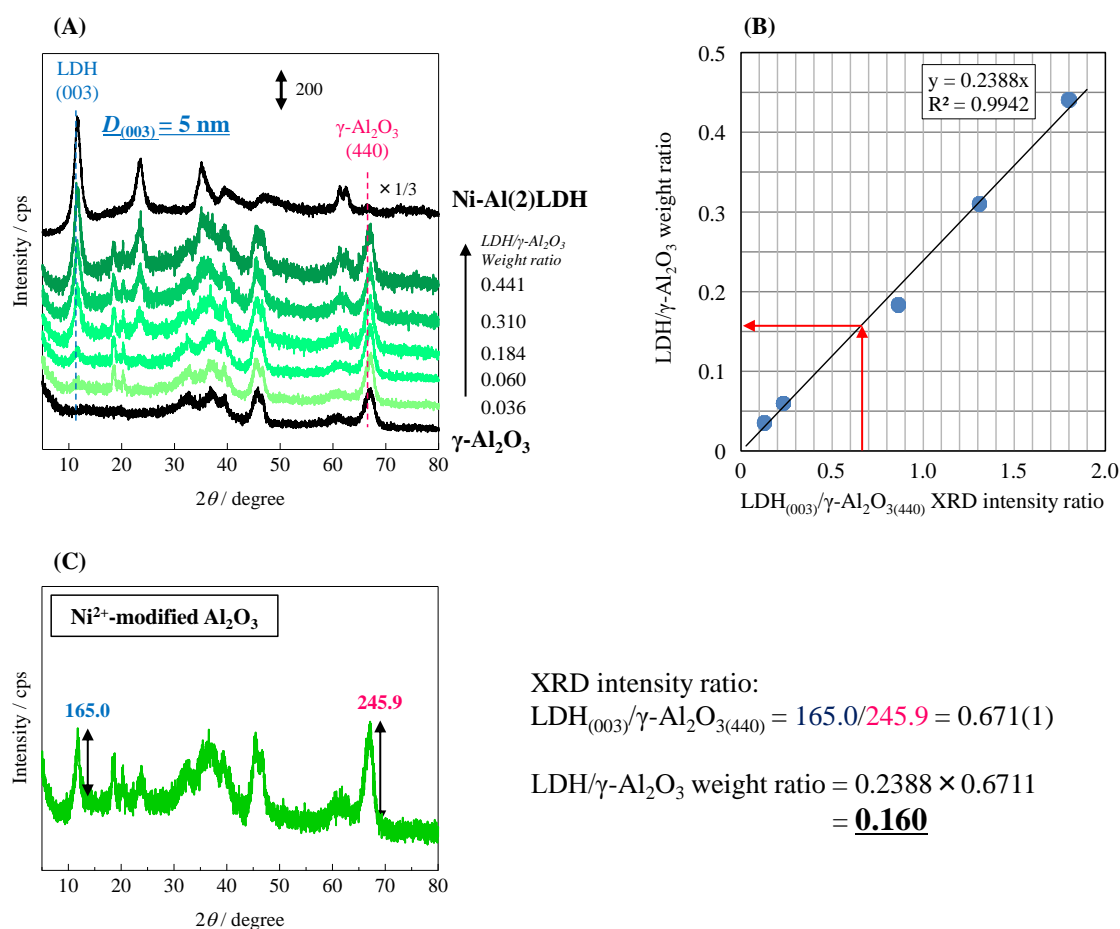 (A)
LDH
(003)
D(003) = 5 nm
200
γ-Al2O3
(440)
× 1/3
Ni-Al(2)LDH
LDH/γ-Al2O3
Weight ratio
0.441
0.310
0.184
0.060
0.036
γ-Al2O3
Intensity / cps
10 20 30 40 50 60 70 80
2θ / degree
(B)
y = 0.2388x
R² = 0.9942
LDH/γ-Al2O3 weight ratio
0.5
0.4
0.3
0.2
0.1
0
0 0.5 1.0 1.5 2.0
LDH(003)/γ-Al2O3(440) XRD intensity ratio
(C)
Ni2+-modified Al2O3
165.0
245.9
Intensity / cps
10 20 30 40 50 60 70 80
2θ / degree
XRD intensity ratio:
LDH(003)/γ-Al2O3(440) = 165.0/245.9 = 0.671(1)
LDH/γ-Al2O3 weight ratio = 0.2388 × 0.6711
= 0.160